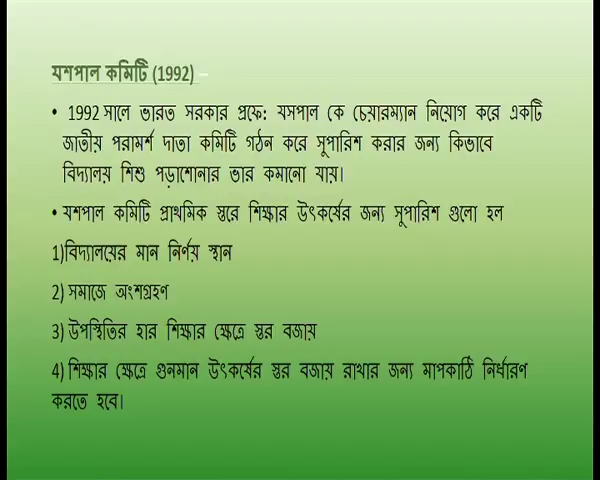 যশপাল কমিটি (1992) –
• 1992 সালে ভারত সরকার প্রফে: যসপাল কে চেয়ারম্যান নিয়োগ করে একটি
জাতীয় পরামর্শ দাতা কমিটি গঠন করে সুপারিশ করার জন্য কিভাবে
বিদ্যালয় শিশু পড়াশোনার ভার কমানো যায়।
• যশপাল কমিটি প্রাথমিক স্তরে শিক্ষার উৎকর্ষের জন্য সুপারিশ গুলো হল
1)বিদ্যালয়ের মান নির্ণয় স্থান
2) সমাজে অংশগ্রহণ
3) উপস্থিতির হার শিক্ষার ক্ষেত্রে স্তর বজায়
4) শিক্ষার ক্ষেত্রে গুনমান উৎকর্ষের স্তর বজায় রাখার জন্য মাপকাঠি নির্ধারণ
করতে হবে।